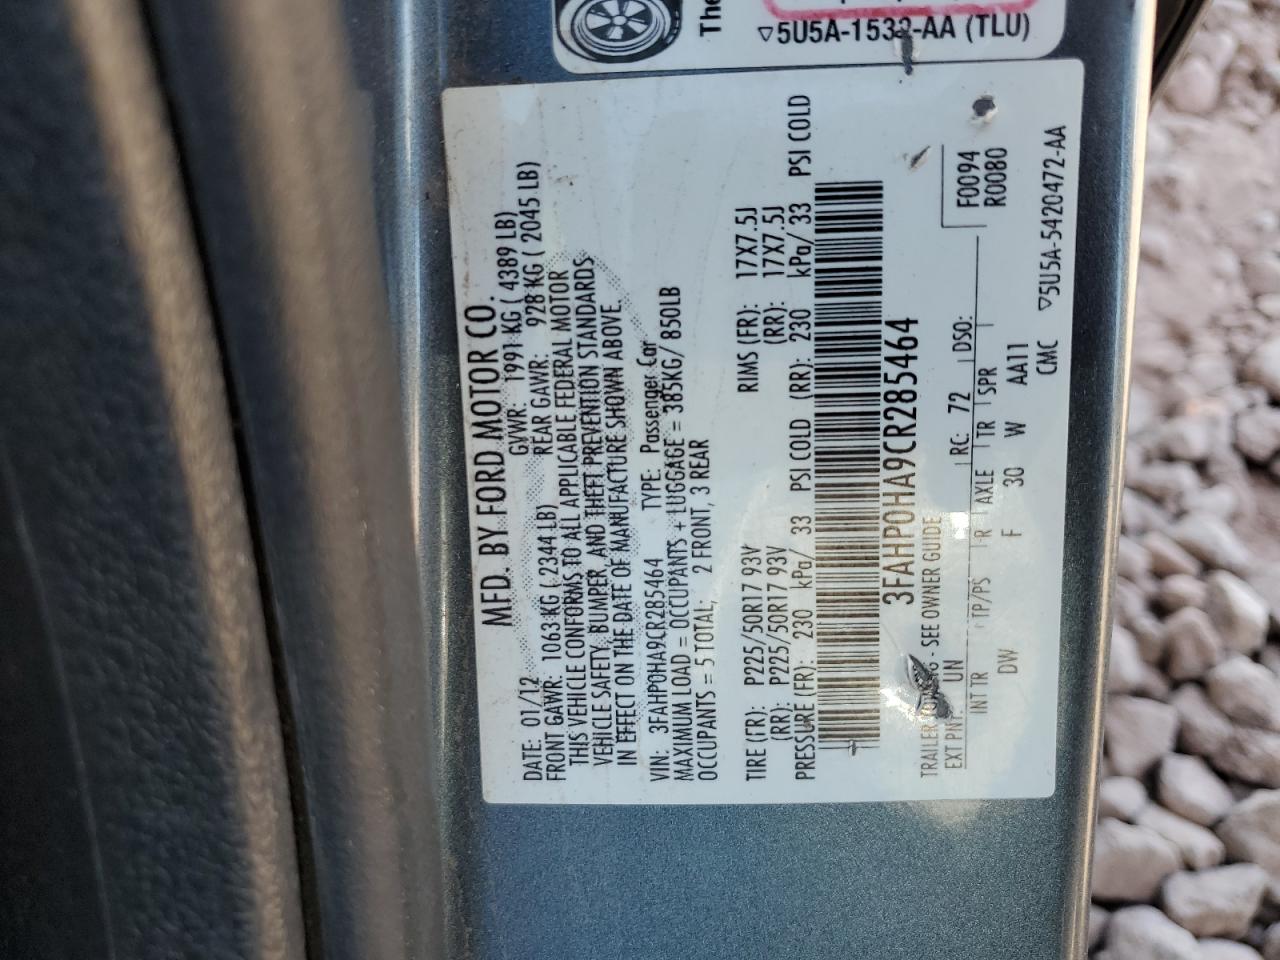 The
▽5U5A-1532-AA (TLU)
MFD. BY FORD MOTOR CO.
DATE: 01/12 GVWR: 1991 KG ( 4389 LB)
FRONT GAWR: 1063 KG ( 2344 LB) REAR GAWR: 928 KG ( 2045 LB)
THIS VEHICLE CONFORMS TO ALL APPLICABLE FEDERAL MOTOR
VEHICLE SAFETY, BUMPER, AND THEFT PREVENTION STANDARDS
IN EFFECT ON THE DATE OF MANUFACTURE SHOWN ABOVE.
VIN: 3FAHP0HA9CR285464 TYPE: Passenger Car
MAXIMUM LOAD = OCCUPANTS + LUGGAGE = 385KG/ 850LB
OCCUPANTS = 5 TOTAL, 2 FRONT, 3 REAR
TIRE (FR): P225/50R17 93V RIMS (FR): 17X7.5J
(RR): P225/50R17 93V (RR): 17X7.5J
PRESSURE (FR): 230 kPa/ 33 PSI COLD (RR): 230 kPa/ 33 PSI COLD
3FAHP0HA9CR285464
TRAILER - SEE OWNER GUIDE
F0094
R0080
EXT PNT: UN RC: 72 DSO:
INT TR TP/PS R AXLE TR SPR
DW F 30 W AA11
CMC
▽5U5A-5420472-AA